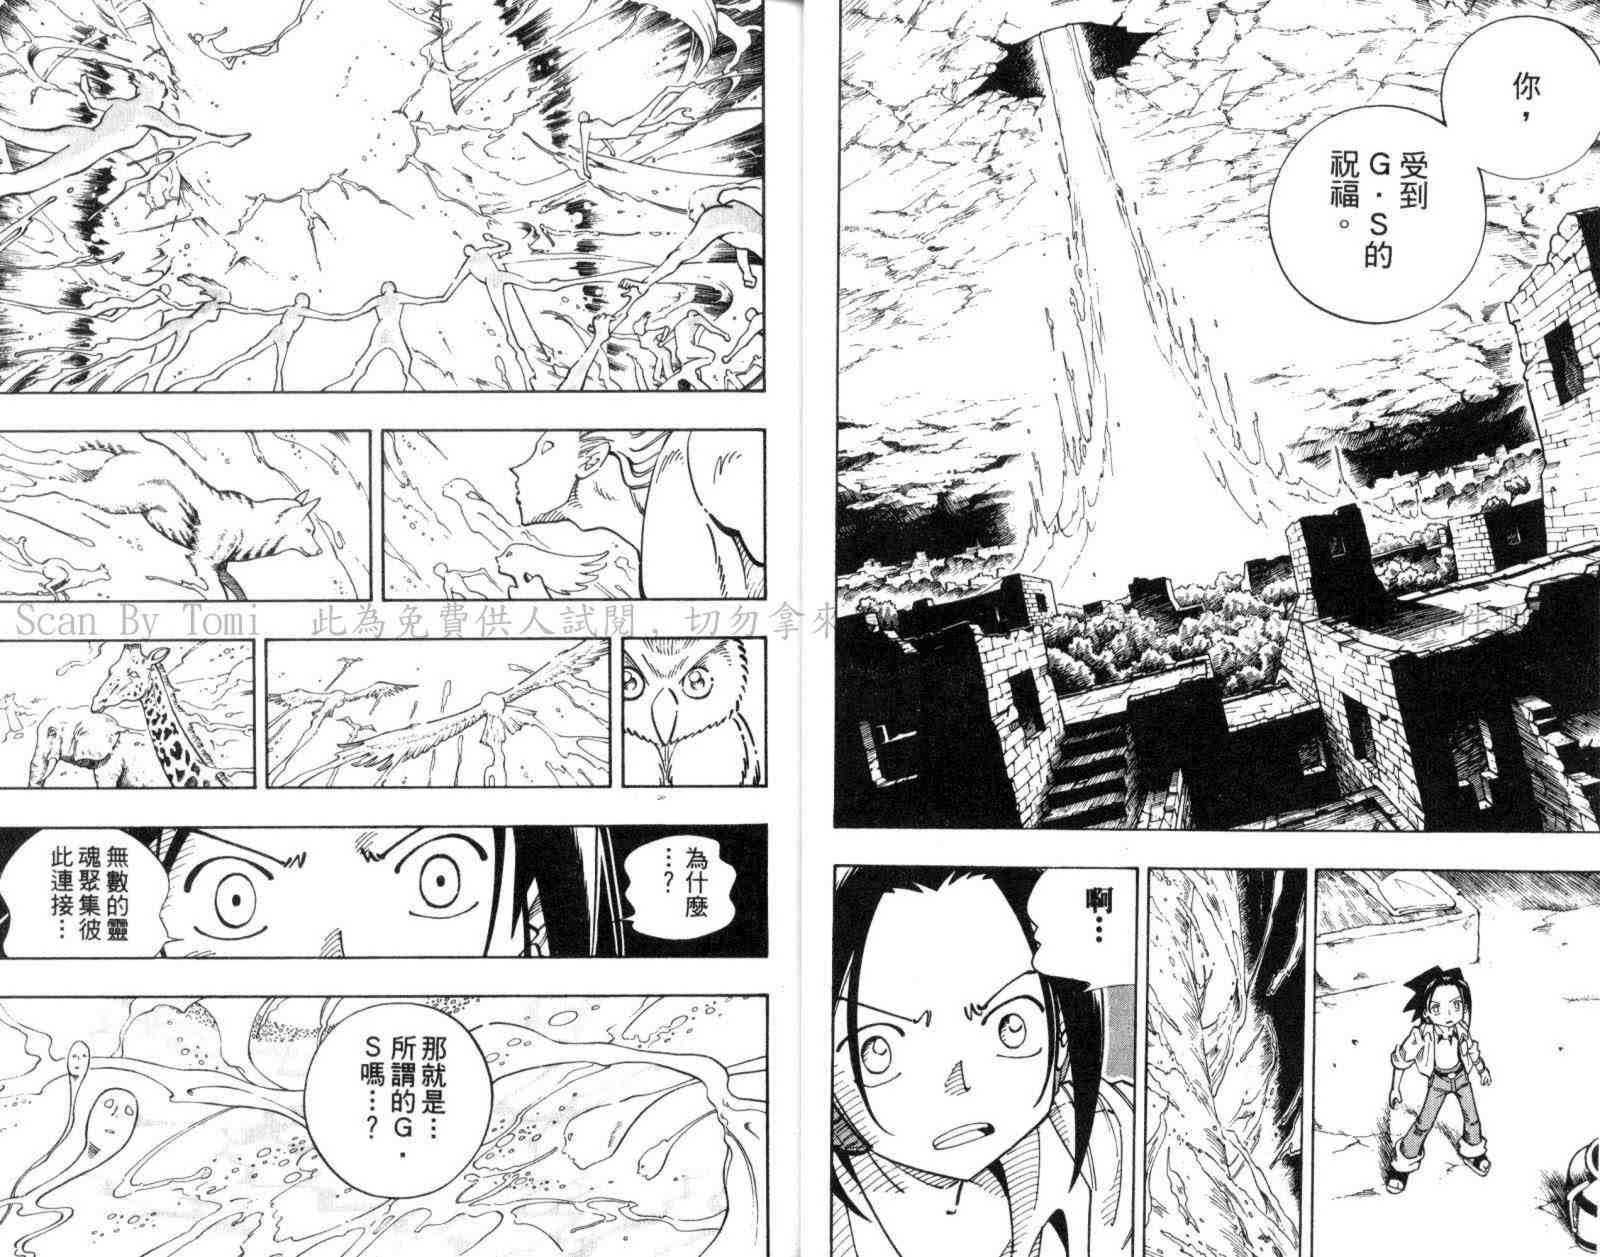 你，
受到
G・S的
祝福。
啊…
為什麼
…？
無數的靈
魂聚集彼
此連接…
那就是…
所謂的G・
S嗎…？
Scan By Tomi 此為免費供人試閱，切勿拿來